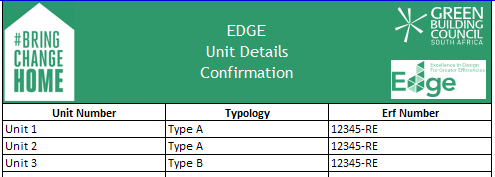 #BRING
CHANGE
HOME
EDGE
Unit Details
Confirmation
GREEN
BUILDING
COUNCIL
SOUTH AFRICA
Edge
Excellence in Design
For Greater Efficiencies
Unit Number Typology Erf Number
Unit 1 Type A 12345-RE
Unit 2 Type A 12345-RE
Unit 3 Type B 12345-RE